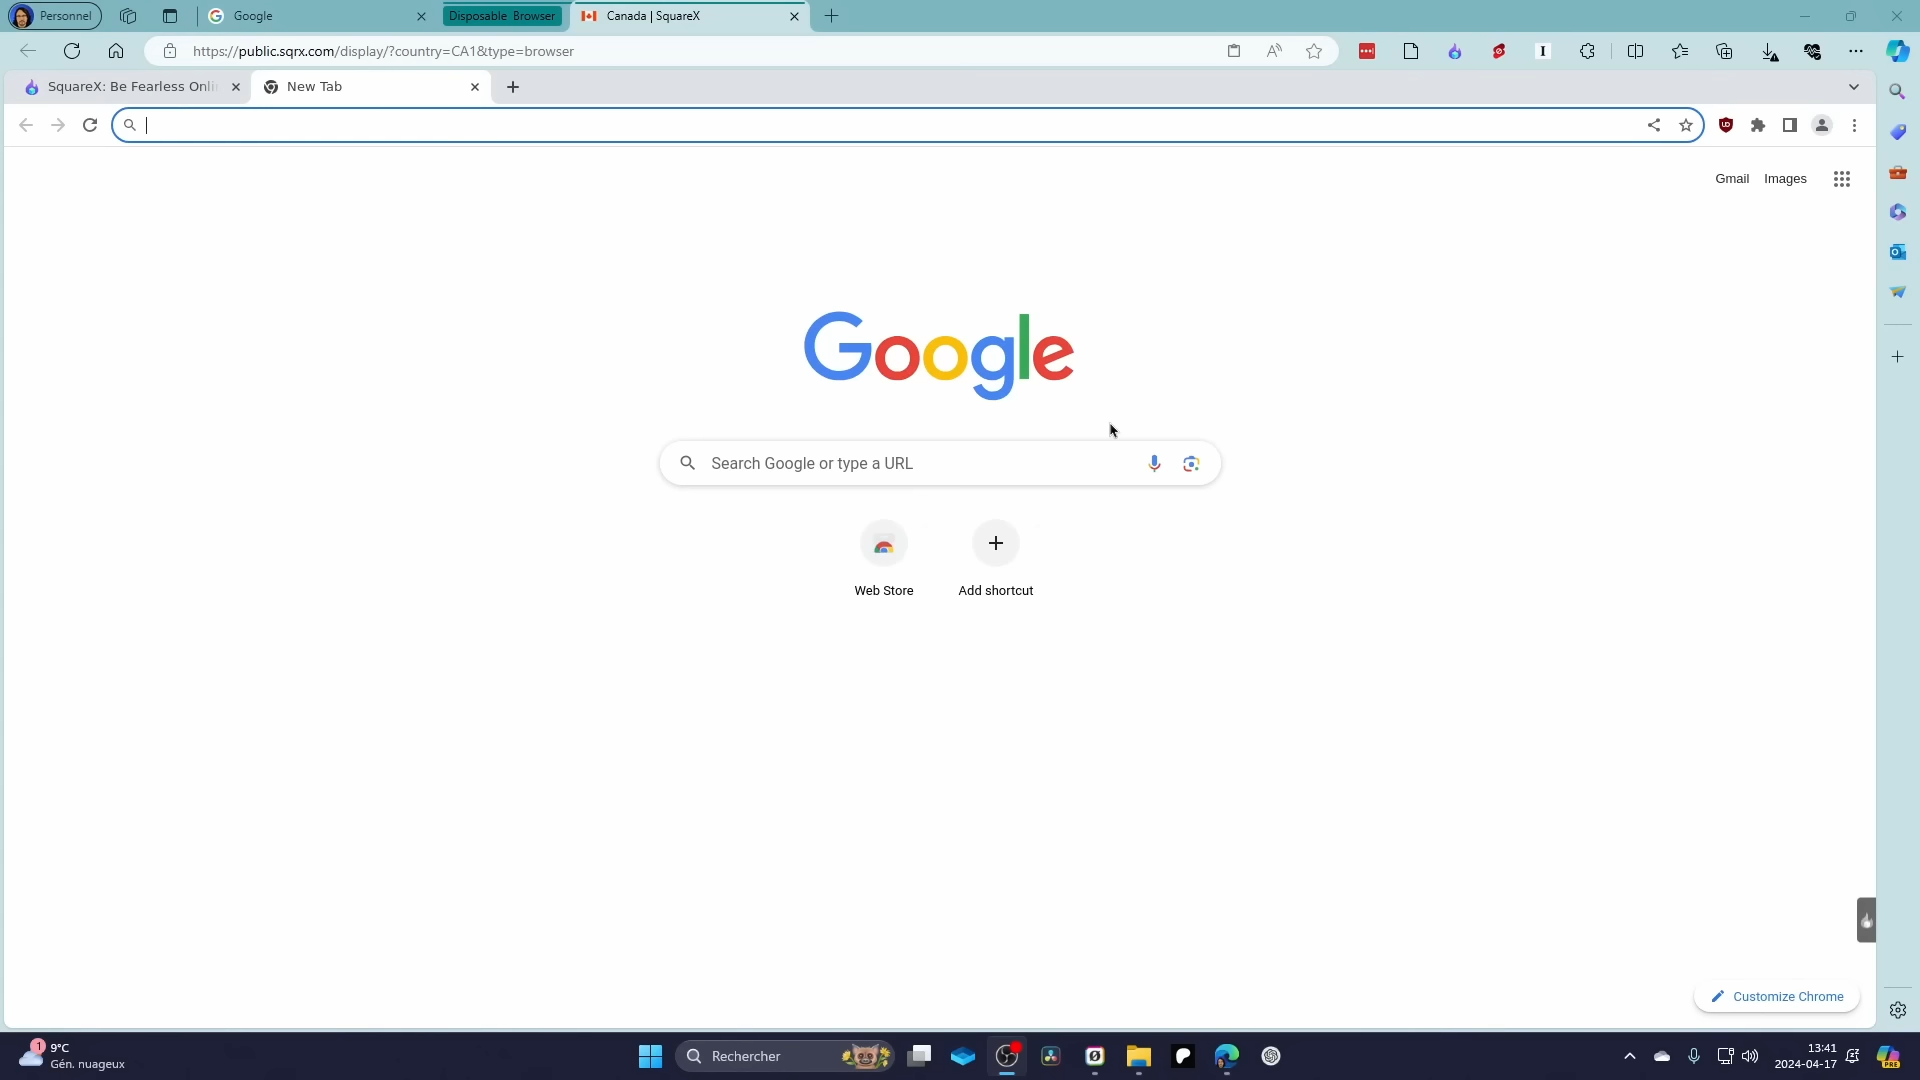 Personnel
Google
Disposable Browser
Canada | SquareX
https://public.sqrx.com/display/?country=CA1&type=browser
SquareX: Be Fearless Onli
New Tab
Gmail
Images
Google
Search Google or type a URL
Web Store
Add shortcut
Customize Chrome
1
9°C
Gén. nuageux
Rechercher
13:41
2024-04-17
PRE